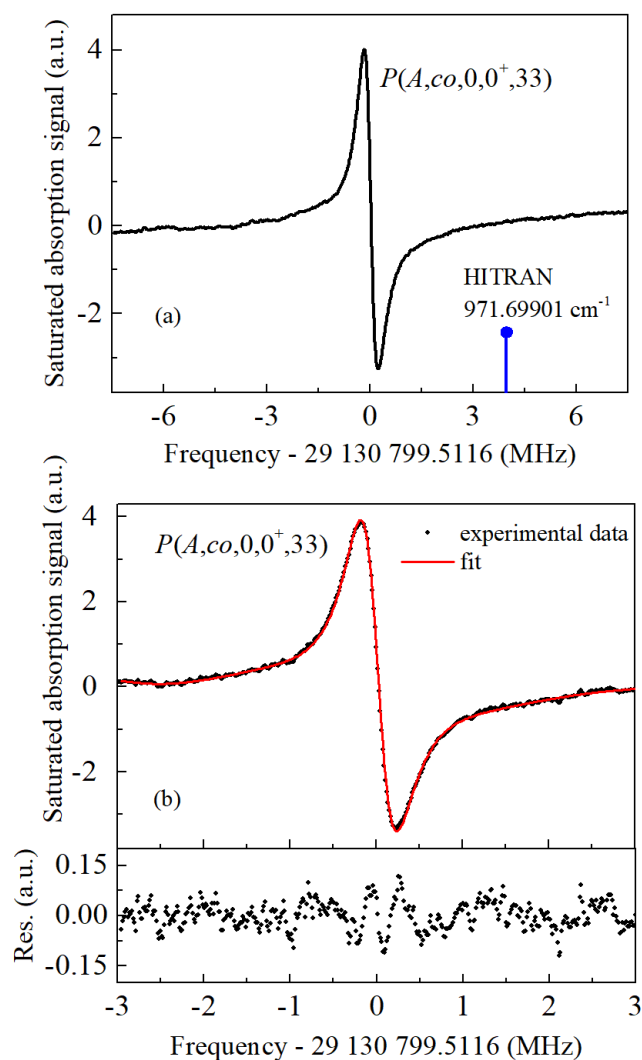 Saturated absorption signal (a.u.)
4
2
0
-2
P(A,co,0,0⁺,33)
HITRAN
971.69901 cm⁻¹
(a)
-6 -3 0 3 6
Frequency - 29 130 799.5116 (MHz)
Saturated absorption signal (a.u.)
4
2
0
-2
P(A,co,0,0⁺,33)
experimental data
fit
(b)
Res. (a.u.)
0.15
0.00
-0.15
-3 -2 -1 0 1 2 3
Frequency - 29 130 799.5116 (MHz)